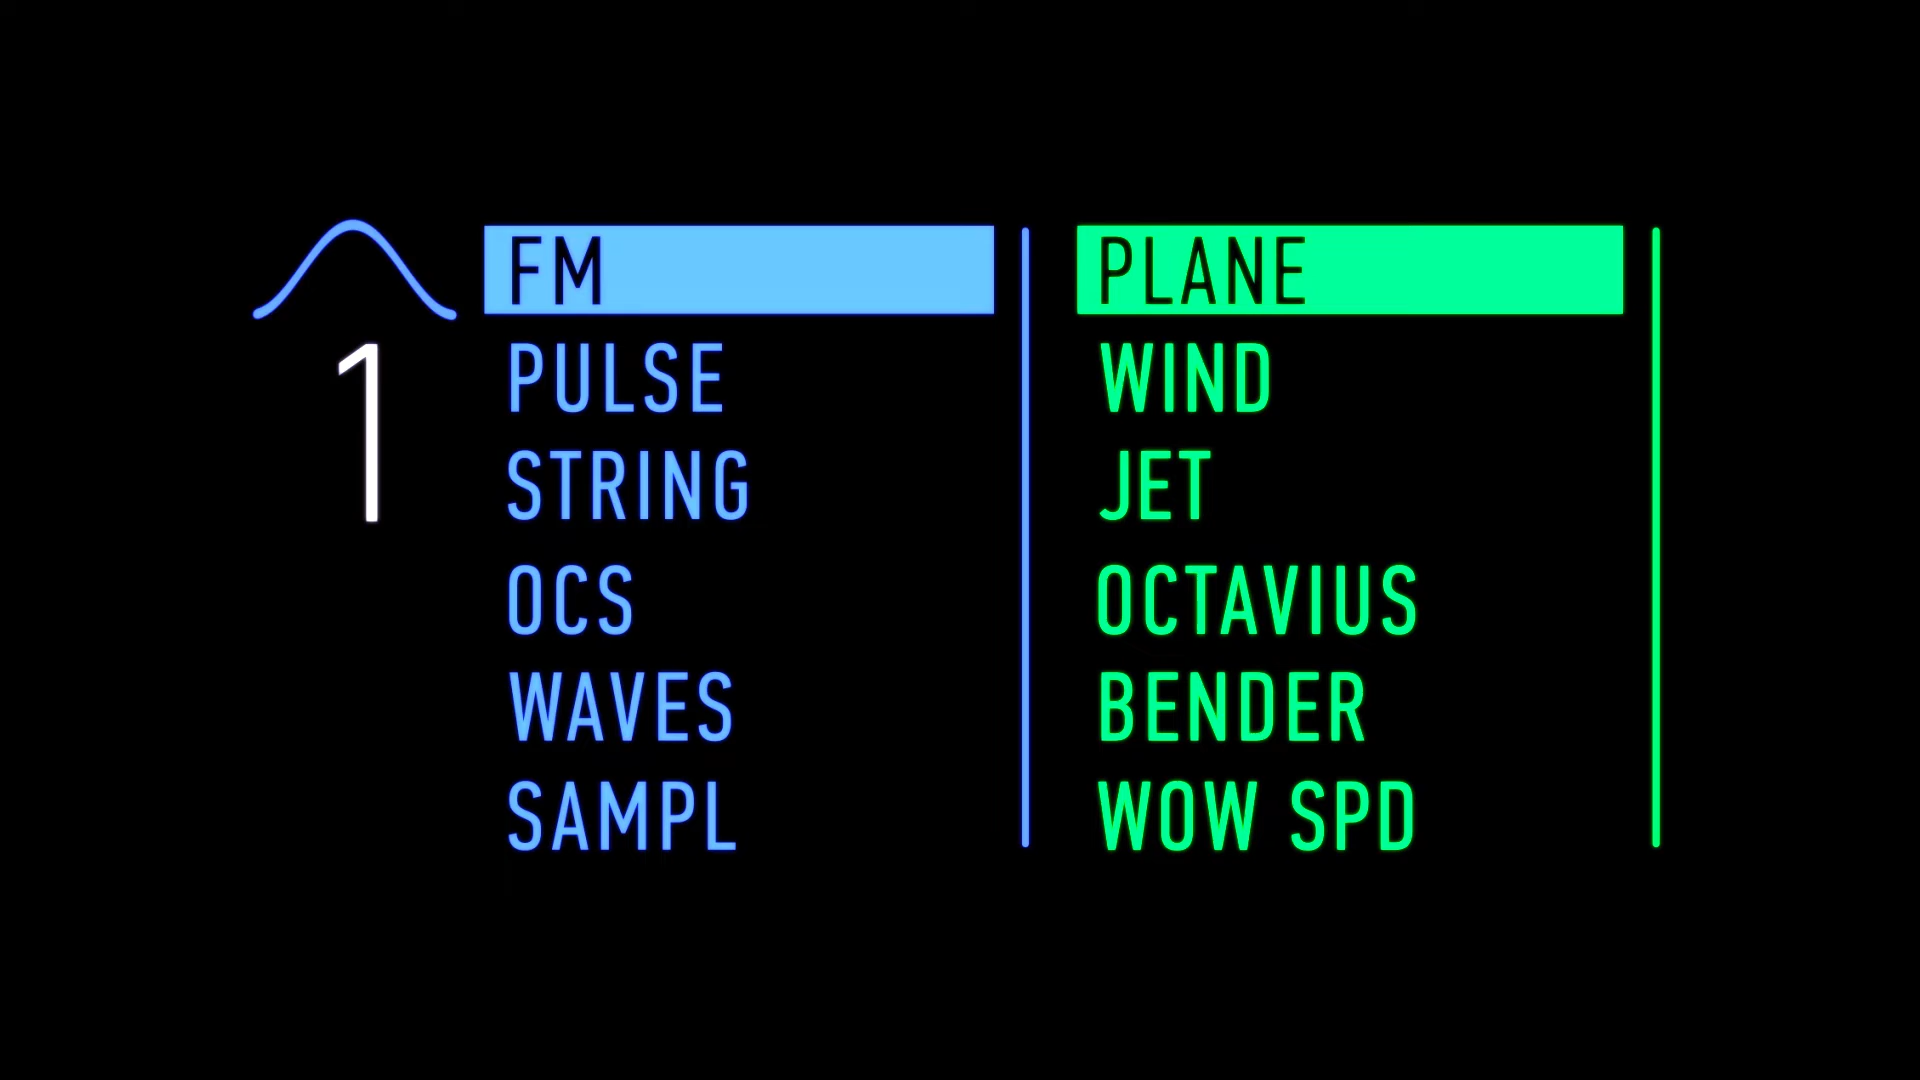 1
FM
PULSE
STRING
OCS
WAVES
SAMPL
PLANE
WIND
JET
OCTAVIUS
BENDER
WOW SPD